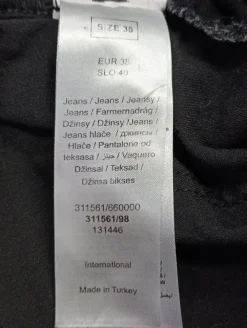 SIZE 38
EUR 38
SLO 40
Jeans / Jeans / Jeansy /
Jeans / Farmernadrág /
Džínsy / Džínsy /Jeans /
Jeans hlače / джинсы /
Hlače / Pantalone od
teksasa / جينز / Vaquero
Džinsai / Teksad /
Džinsa bikses
311561/660000
311561/98
131446
International
Made in Turkey